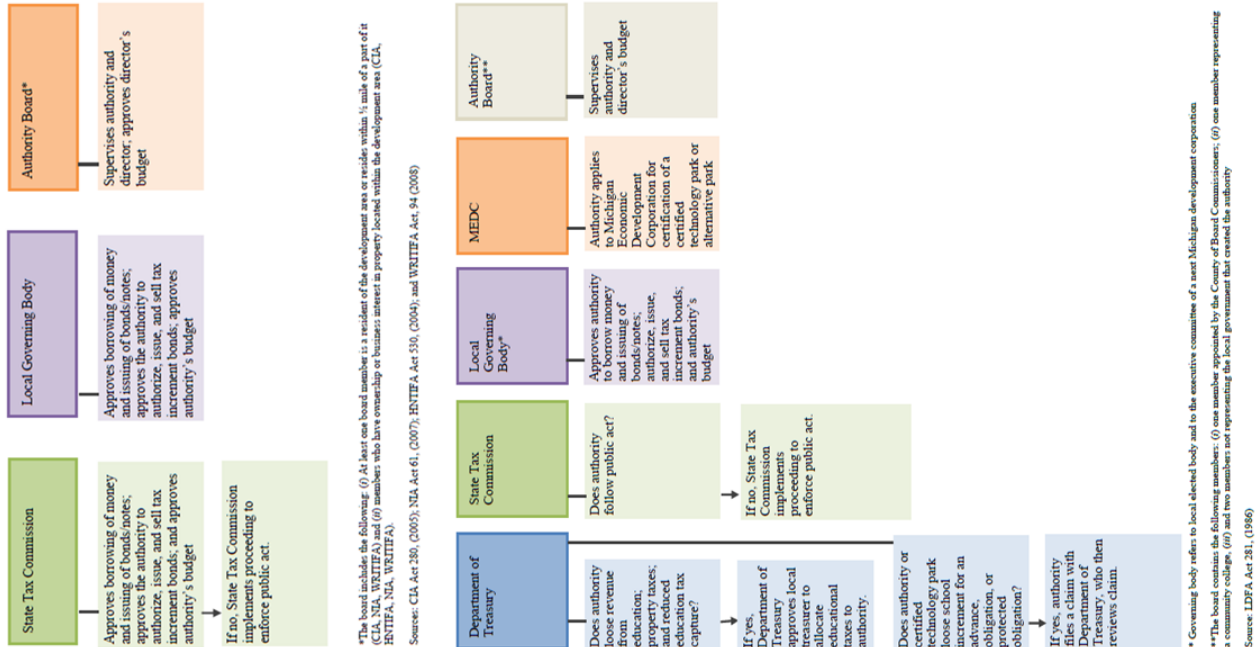 State Tax Commission
Approves borrowing of money
and issuing of bonds/notes;
approves the authority to
authorize, issue, and sell tax
increment bonds; and approves
authority's budget
If no, State Tax Commission
implements proceeding to
enforce public act.
Local Governing Body
Approves borrowing of money
and issuing of bonds/notes;
approves the authority to
authorize, issue, and sell tax
increment bonds; approves
authority's budget
Authority Board*
Supervises authority and
director; approves director's
budget
*The board includes the following: (i) At least one board member is a resident of the development area or resides within ½ mile of a part of it
(CIA, NIA, WRITIFA) and (ii) members who have ownership or business interest in property located within the development area (CIA,
HNTIFA, NIA, WRITIFA).
Sources: CIA Act 280, (2005); NIA Act 61, (2007); HNTIFA Act 530, (2004); and WRITIFA Act, 94 (2008)
Department of
Treasury
Does authority
loose revenue
from
education;
property taxes;
and reduced
education tax
capture?
If yes,
Department of
Treasury
approves local
treasurer to
allocate
educational
taxes to
authority.
Does authority or
certified
technology park
loose school
increment for an
advance,
obligation, or
protected
obligation?
If yes, authority
files a claim with
Department of
Treasury, who then
reviews claim.
State Tax
Commission
Does authority
follow public act?
If no, State Tax
Commission
implements
proceeding to
enforce public act.
Local
Governing
Body*
Approves authority
to borrow money
and issuing of
bonds/notes;
authorize, issue,
and sell tax
increment bonds;
and authority's
budget
MEDC
Authority applies
to Michigan
Economic
Development
Corporation for
certification of a
certified
technology park or
alternative park
Authority
Board**
Supervises
authority and
director's budget
* Governing body refers to local elected body and to the executive committee of a next Michigan development corporation
**The board contains the following members: (i) one member appointed by the County of Board Commissioners; (ii) one member representing
a community college, (iii) and two members not representing the local government that created the authority
Source: LDFA, Act 281, (1986)